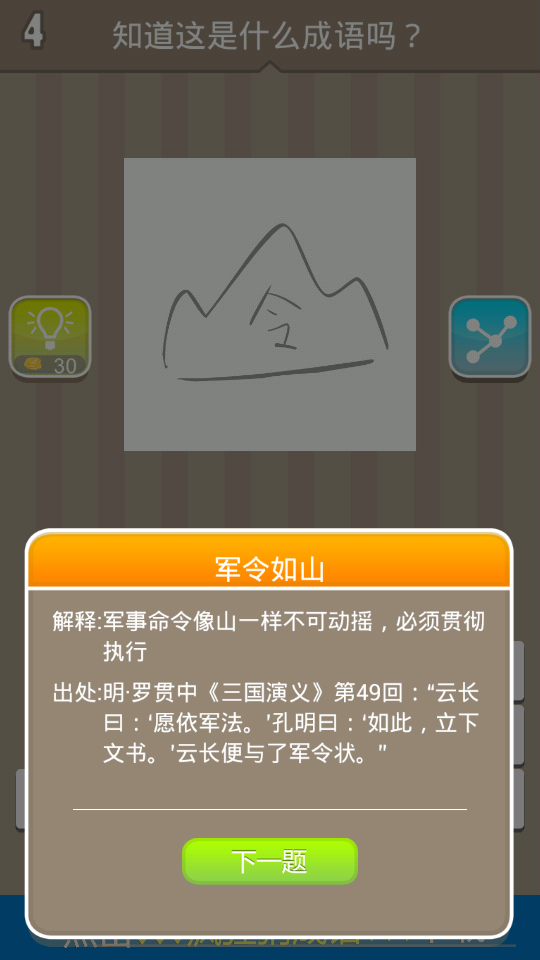 4
知道这是什么成语吗？
令
30
军令如山
解释:军事命令像山一样不可动摇，必须贯彻
执行
出处:明·罗贯中《三国演义》第49回：“云长
曰：‘愿依军法。’孔明曰：‘如此，立下
文书。’云长便与了军令状。”
下一题